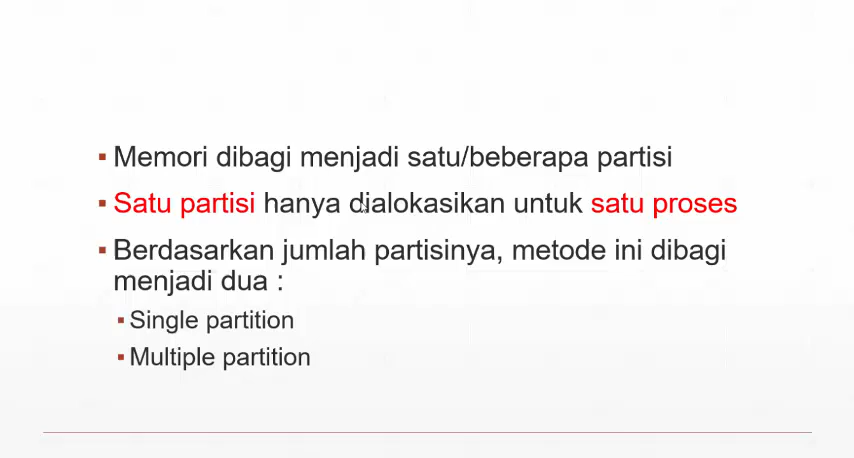 ▪ Memori dibagi menjadi satu/beberapa partisi
▪ Satu partisi hanya dialokasikan untuk satu proses
▪ Berdasarkan jumlah partisinya, metode ini dibagi
menjadi dua :
▪ Single partition
▪ Multiple partition